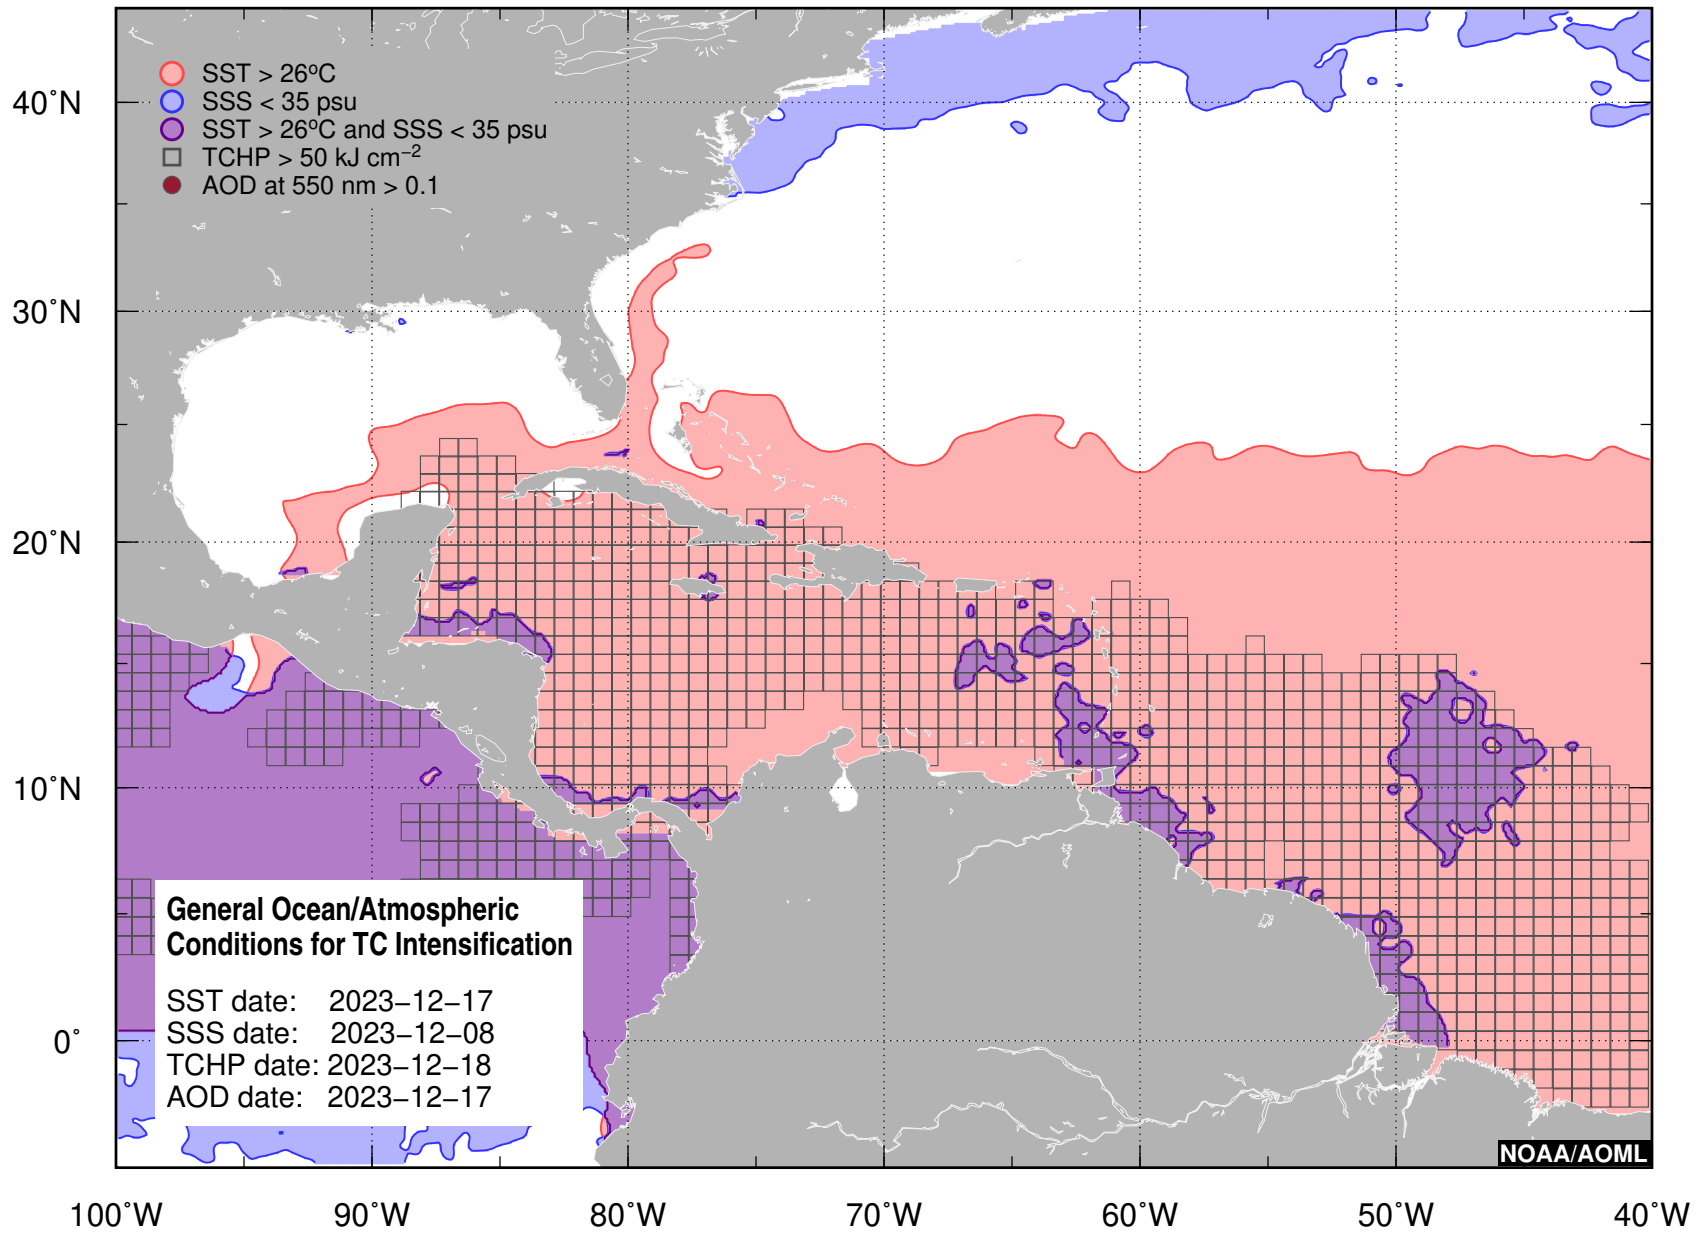 SST > 26°C
SSS < 35 psu
SST > 26°C and SSS < 35 psu
TCHP > 50 kJ cm⁻²
AOD at 550 nm > 0.1
40°N
30°N
20°N
10°N
0°
General Ocean/Atmospheric
Conditions for TC Intensification
SST date: 2023−12−17
SSS date: 2023−12−08
TCHP date: 2023−12−18
AOD date: 2023−12−17
NOAA/AOML
100°W 90°W 80°W 70°W 60°W 50°W 40°W